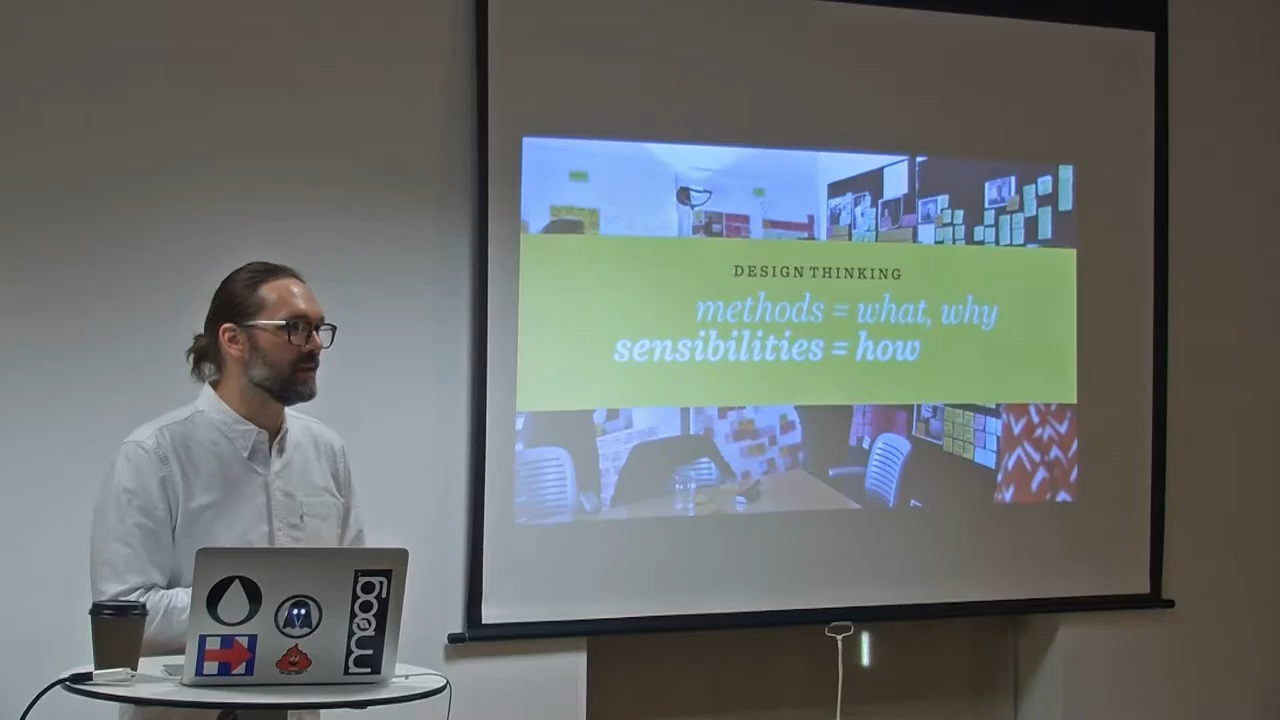 DESIGN THINKING
methods = what, why
sensibilities = how
moog
H